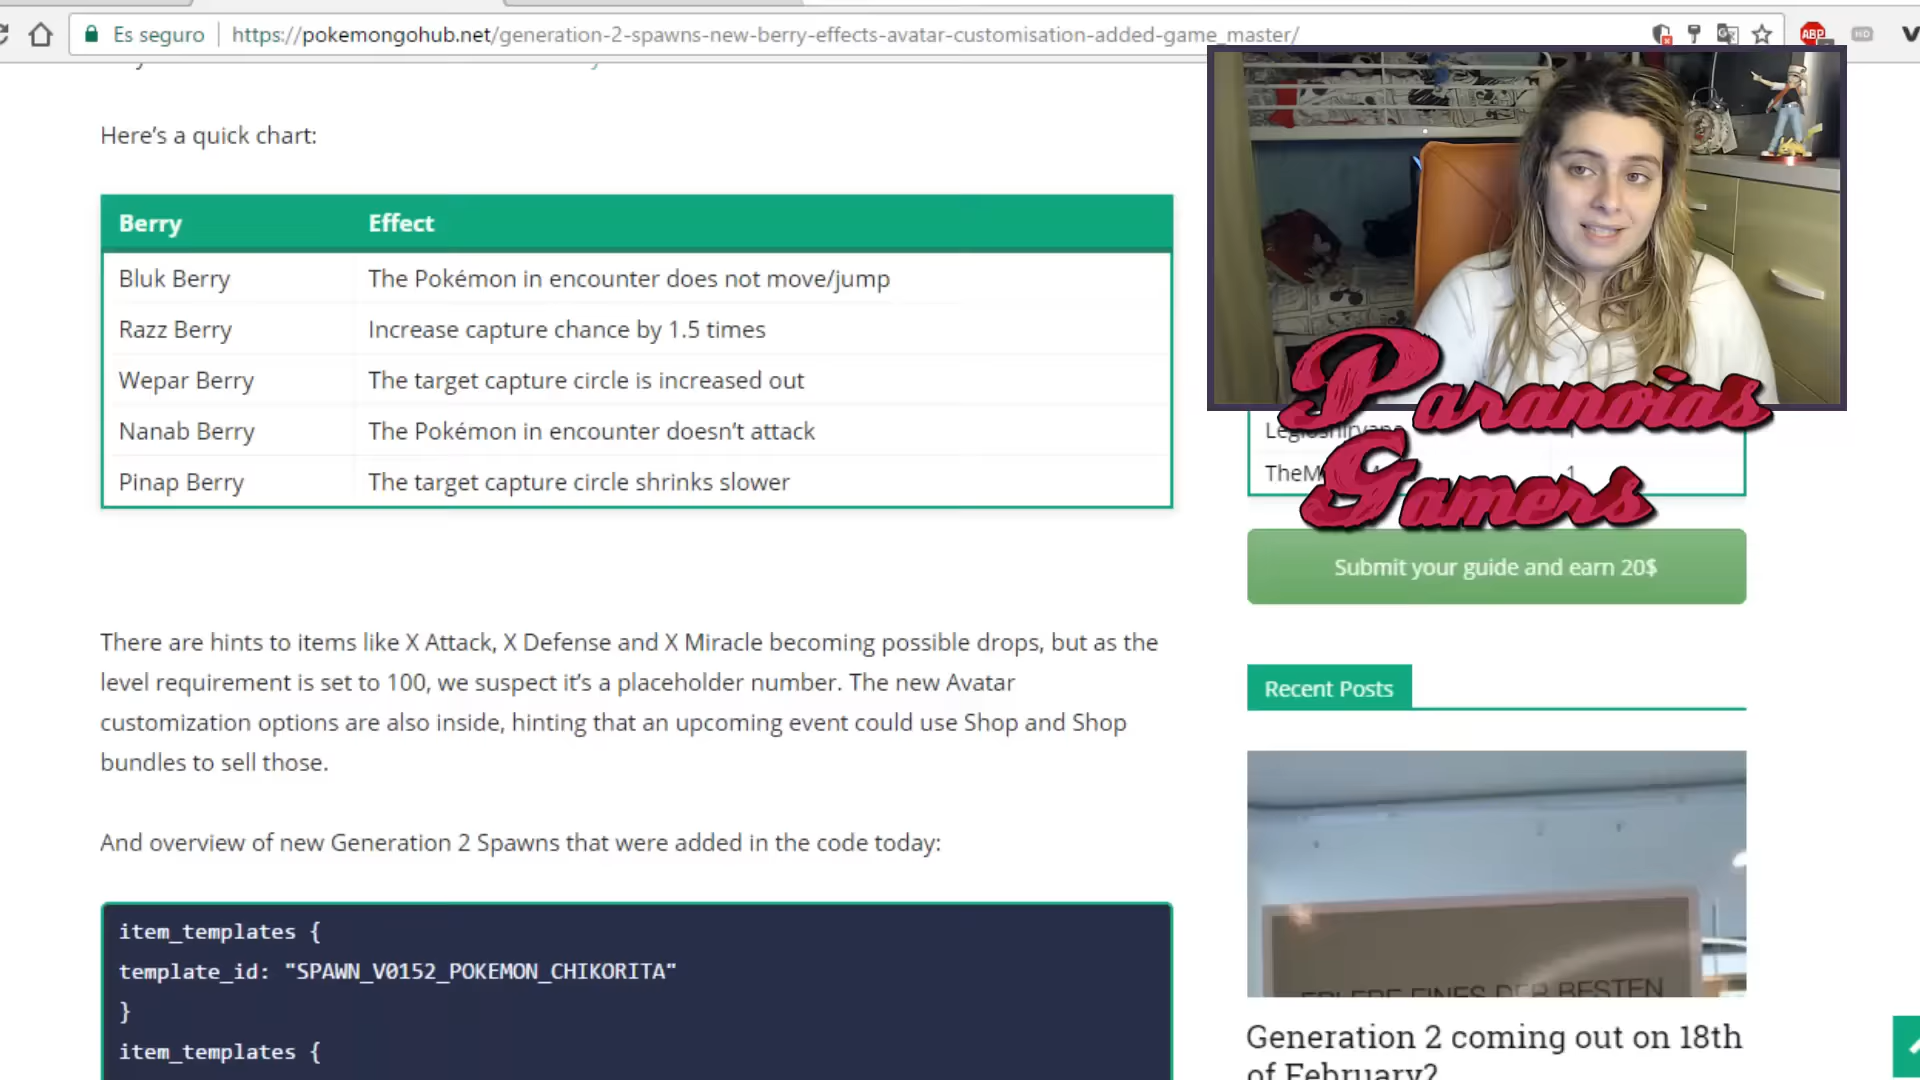 Es seguro https://pokemongohub.net/generation-2-spawns-new-berry-effects-avatar-customisation-added-game_master/
ABP
HD
Here's a quick chart:
Berry Effect
Bluk Berry The Pokémon in encounter does not move/jump
Razz Berry Increase capture chance by 1.5 times
Wepar Berry The target capture circle is increased out
Nanab Berry The Pokémon in encounter doesn't attack
Pinap Berry The target capture circle shrinks slower
There are hints to items like X Attack, X Defense and X Miracle becoming possible drops, but as the
level requirement is set to 100, we suspect it's a placeholder number. The new Avatar
customization options are also inside, hinting that an upcoming event could use Shop and Shop
bundles to sell those.
And overview of new Generation 2 Spawns that were added in the code today:
item_templates {
template_id: "SPAWN_V0152_POKEMON_CHIKORITA"
}
item_templates {
Paranoias
Gamers
1
Submit your guide and earn 20$
Recent Posts
EINES DER BESTEN
Generation 2 coming out on 18th
of February?